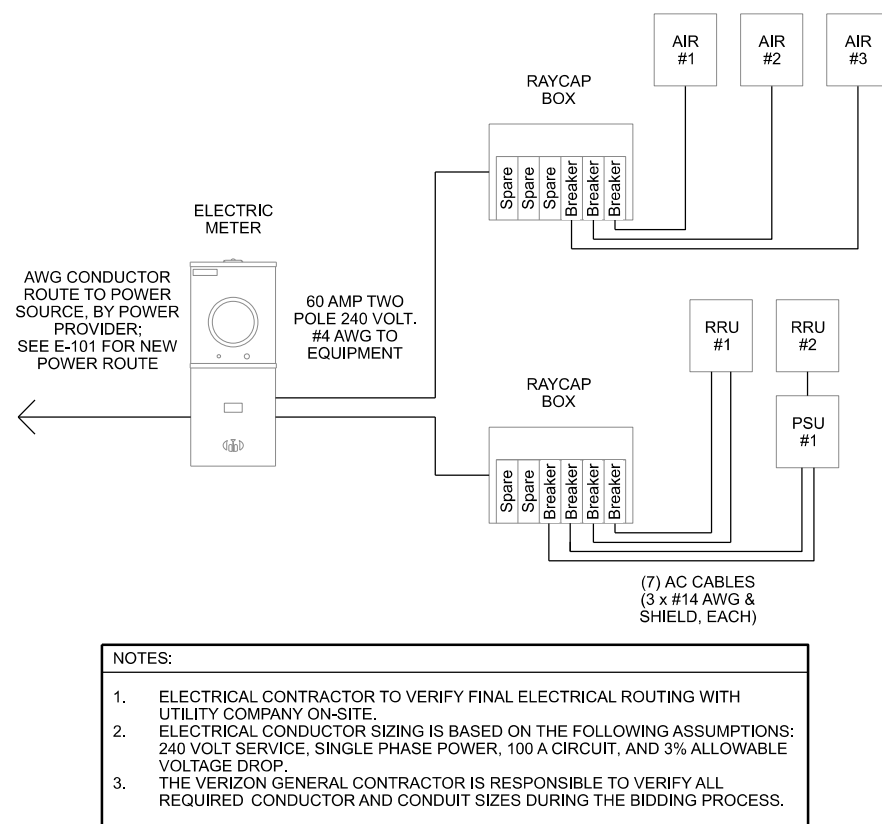 AIR
#1
AIR
#2
AIR
#3
RAYCAP
BOX
Spare
Spare
Spare
Breaker
Breaker
Breaker
ELECTRIC
METER
AWG CONDUCTOR
ROUTE TO POWER
SOURCE, BY POWER
PROVIDER;
SEE E-101 FOR NEW
POWER ROUTE
60 AMP TWO
POLE 240 VOLT.
#4 AWG TO
EQUIPMENT
RRU
#1
RRU
#2
RAYCAP
BOX
PSU
#1
Spare
Spare
Breaker
Breaker
Breaker
Breaker
(7) AC CABLES
(3 x #14 AWG &
SHIELD, EACH)
NOTES:
1. ELECTRICAL CONTRACTOR TO VERIFY FINAL ELECTRICAL ROUTING WITH
UTILITY COMPANY ON-SITE.
2. ELECTRICAL CONDUCTOR SIZING IS BASED ON THE FOLLOWING ASSUMPTIONS:
240 VOLT SERVICE, SINGLE PHASE POWER, 100 A CIRCUIT, AND 3% ALLOWABLE
VOLTAGE DROP.
3. THE VERIZON GENERAL CONTRACTOR IS RESPONSIBLE TO VERIFY ALL
REQUIRED CONDUCTOR AND CONDUIT SIZES DURING THE BIDDING PROCESS.